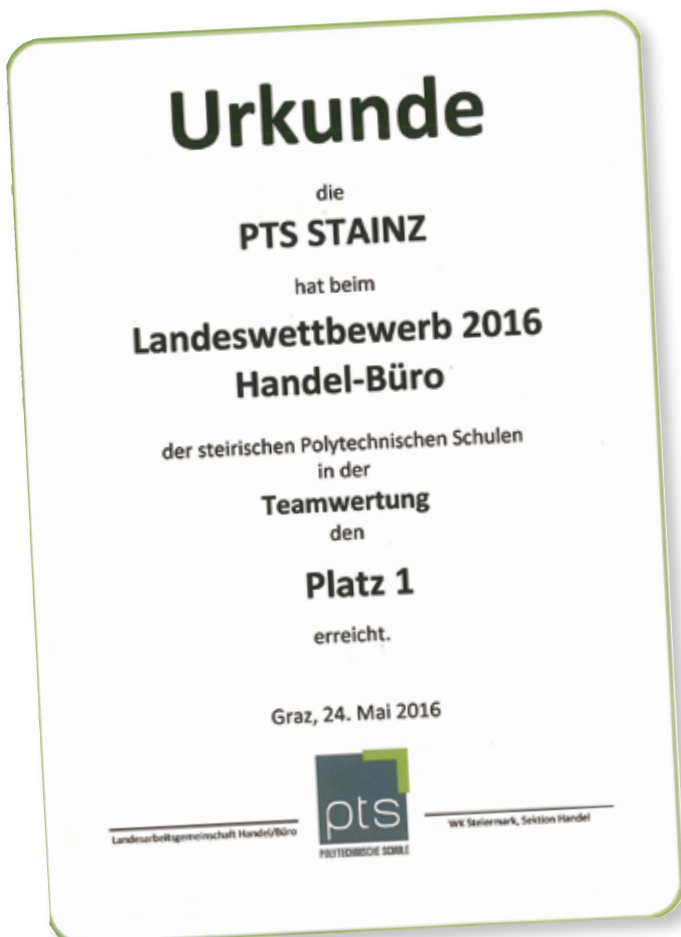 Urkunde
die
PTS STAINZ
hat beim
Landeswettbewerb 2016
Handel-Büro
der steirischen Polytechnischen Schulen
in der
Teamwertung
den
Platz 1
erreicht.
Graz, 24. Mai 2016
pts
POLYTECHNISCHE SCHULE
Landesarbeitsgemeinschaft Handel/Büro
WK Steiermark, Sektion Handel